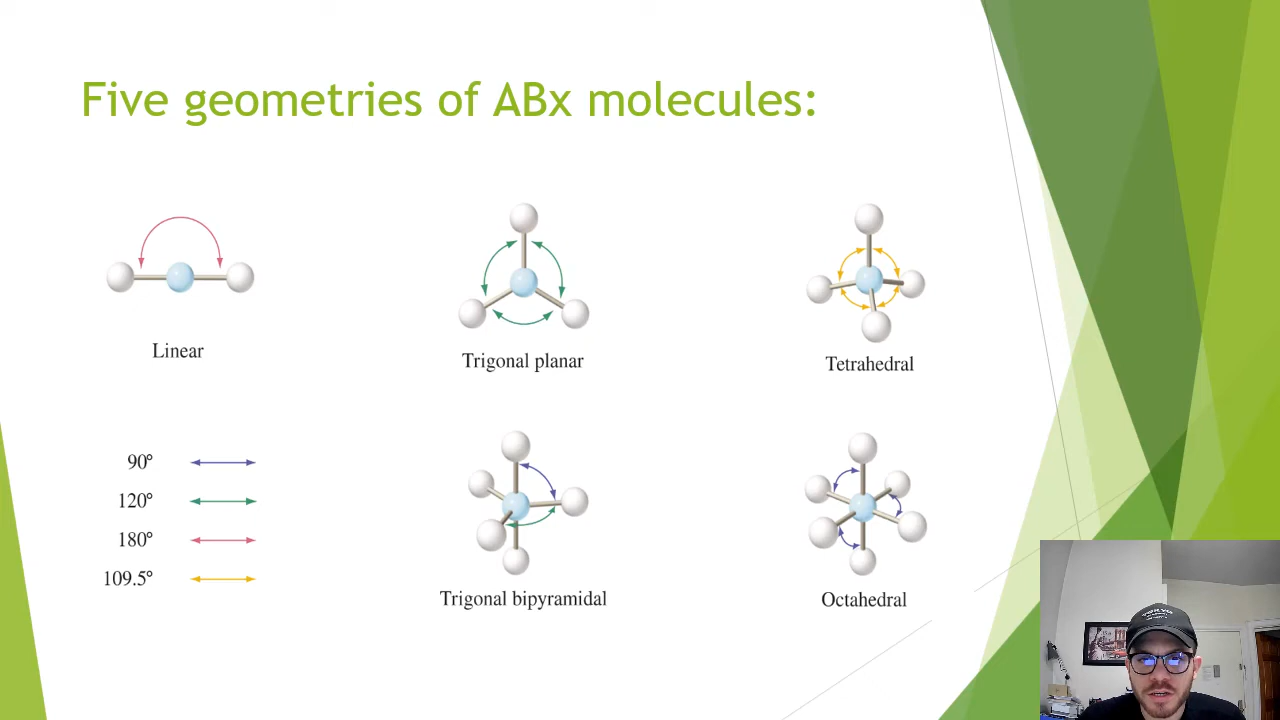 Five geometries of ABx molecules:
Linear
Trigonal planar
Tetrahedral
90°
120°
180°
109.5°
Trigonal bipyramidal
Octahedral